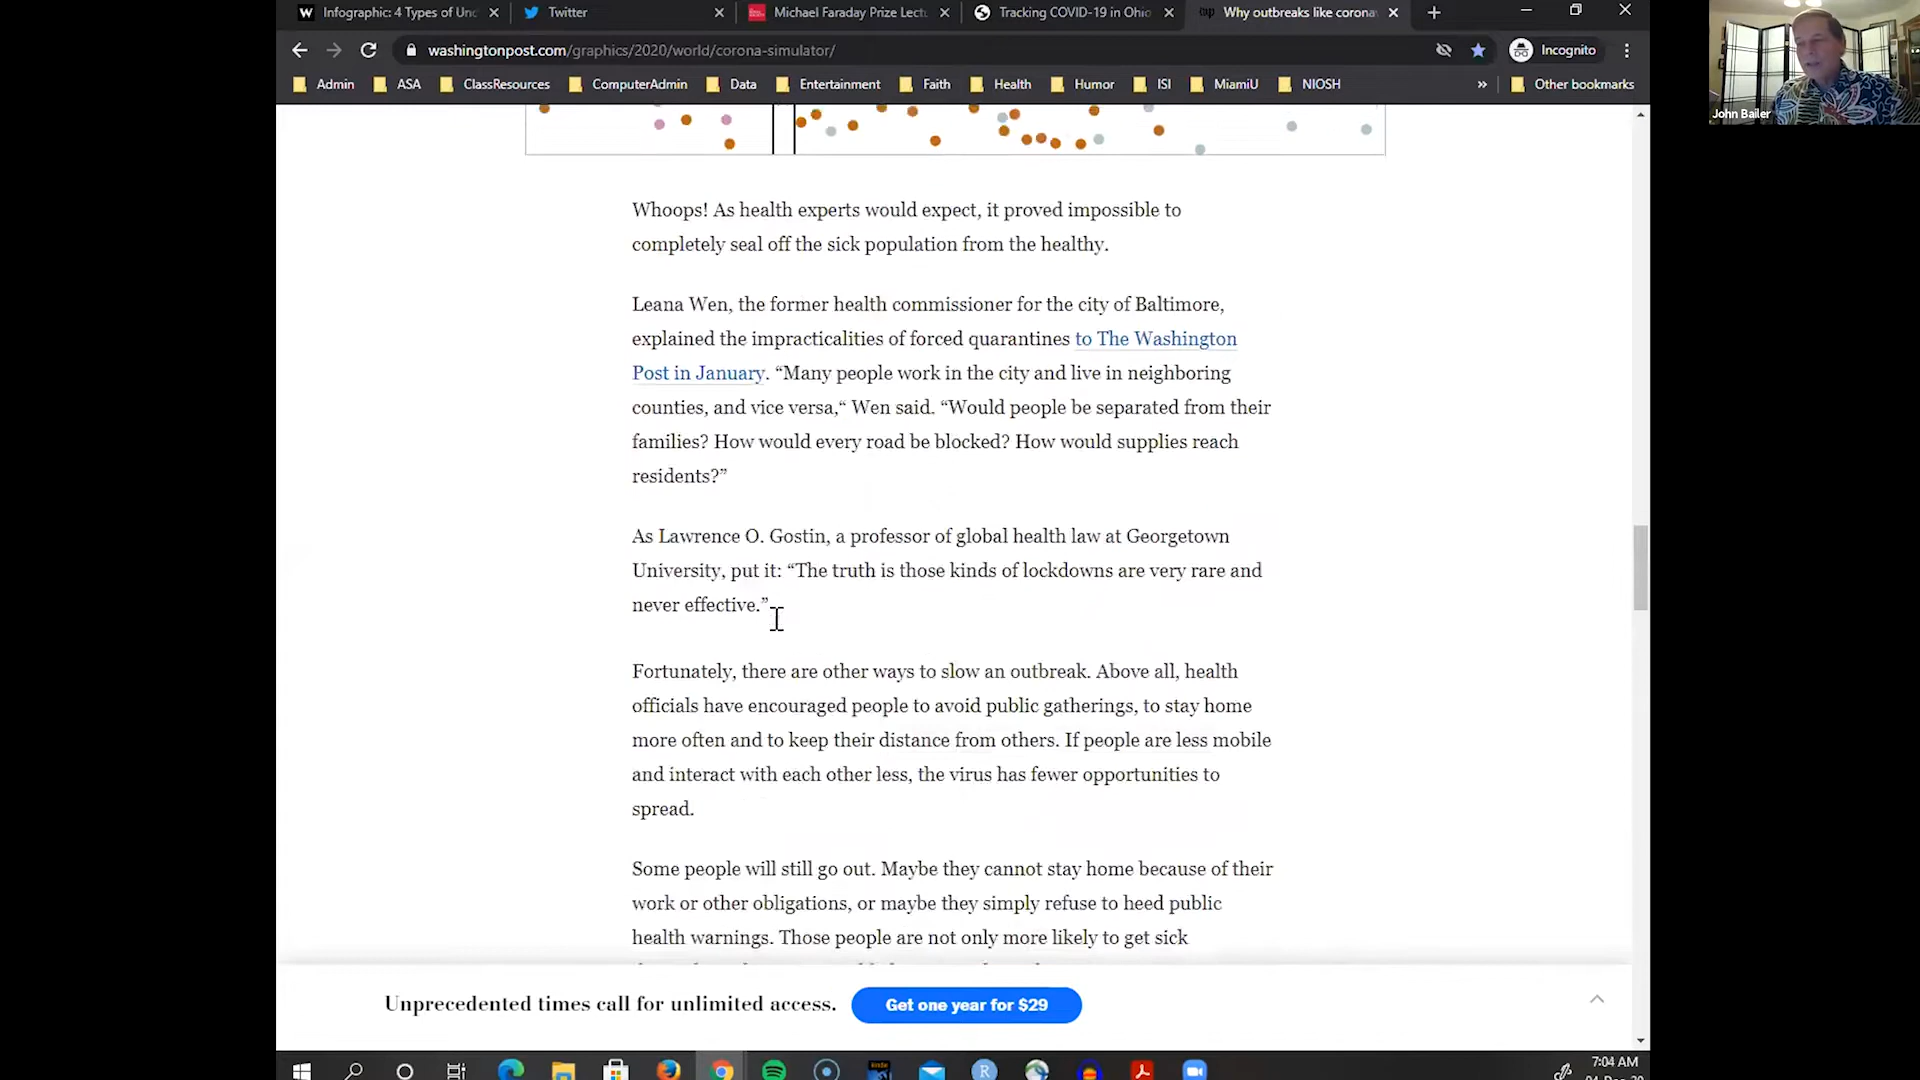 Infographic: 4 Types of Unc
Twitter
Michael Faraday Prize Lectu
Tracking COVID-19 in Ohio
Why outbreaks like corona
washingtonpost.com/graphics/2020/world/corona-simulator/
Incognito
Admin
ASA
ClassResources
ComputerAdmin
Data
Entertainment
Faith
Health
Humor
ISI
MiamiU
NIOSH
Other bookmarks
John Bailer
Whoops! As health experts would expect, it proved impossible to
completely seal off the sick population from the healthy.
Leana Wen, the former health commissioner for the city of Baltimore,
explained the impracticalities of forced quarantines to The Washington
Post in January. “Many people work in the city and live in neighboring
counties, and vice versa,“ Wen said. “Would people be separated from their
families? How would every road be blocked? How would supplies reach
residents?”
As Lawrence O. Gostin, a professor of global health law at Georgetown
University, put it: “The truth is those kinds of lockdowns are very rare and
never effective.”
Fortunately, there are other ways to slow an outbreak. Above all, health
officials have encouraged people to avoid public gatherings, to stay home
more often and to keep their distance from others. If people are less mobile
and interact with each other less, the virus has fewer opportunities to
spread.
Some people will still go out. Maybe they cannot stay home because of their
work or other obligations, or maybe they simply refuse to heed public
health warnings. Those people are not only more likely to get sick
Unprecedented times call for unlimited access.
Get one year for $29
7:04 AM